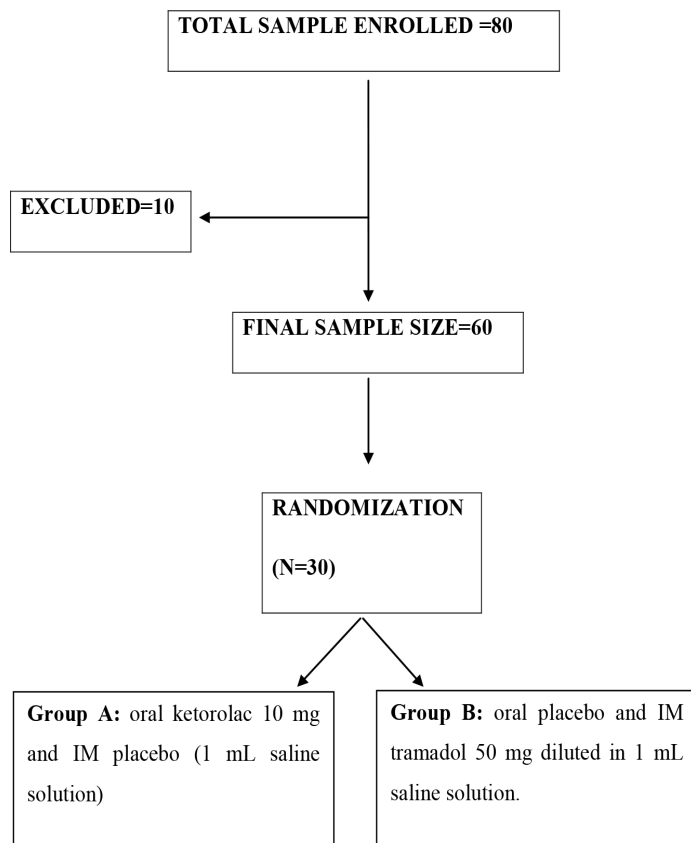 TOTAL SAMPLE ENROLLED =80
EXCLUDED=10
FINAL SAMPLE SIZE=60
RANDOMIZATION
(N=30)
Group A: oral ketorolac 10 mg
and IM placebo (1 mL saline
solution)
Group B: oral placebo and IM
tramadol 50 mg diluted in 1 mL
saline solution.